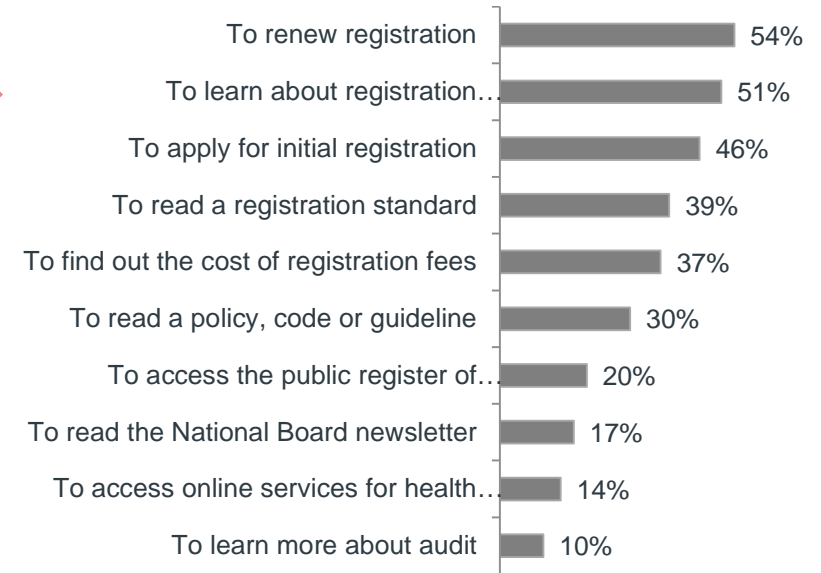 To renew registration 54%
To learn about registration… 51%
To apply for initial registration 46%
To read a registration standard 39%
To find out the cost of registration fees 37%
To read a policy, code or guideline 30%
To access the public register of… 20%
To read the National Board newsletter 17%
To access online services for health… 14%
To learn more about audit 10%